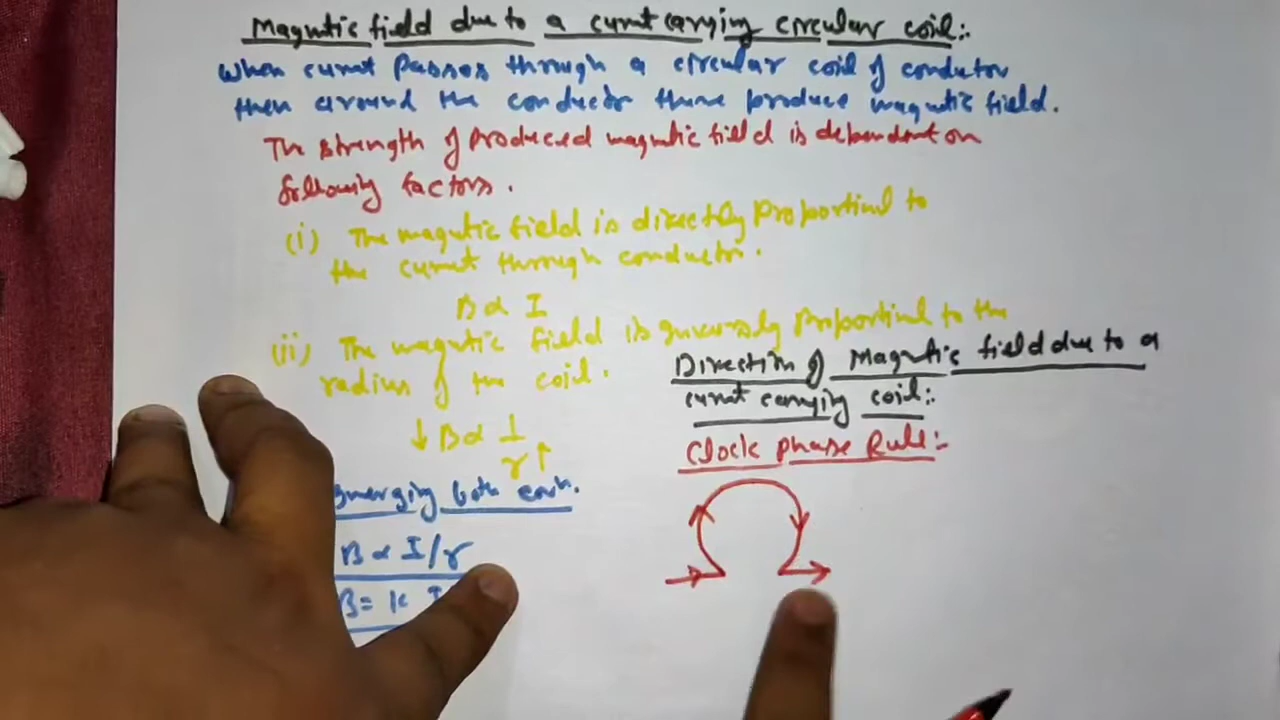 Magnetic field due to a current carrying circular coil:-
When current passes through a circular coil of conductor
then around the conductor there produce magnetic field.
The strength of produced magnetic field is dependent on
following factors.
(i) The magnetic field is directly proportional to
the current through conductor.
B ∝ I
(ii) The magnetic field is inversely proportional to the
radius of the coil.
↓ B ∝ 1/r ↑
emerging both eqn.
B ∝ I/r
B = K I
Direction of Magnetic field due to a
current carrying coil:-
Clock phase Rule:-